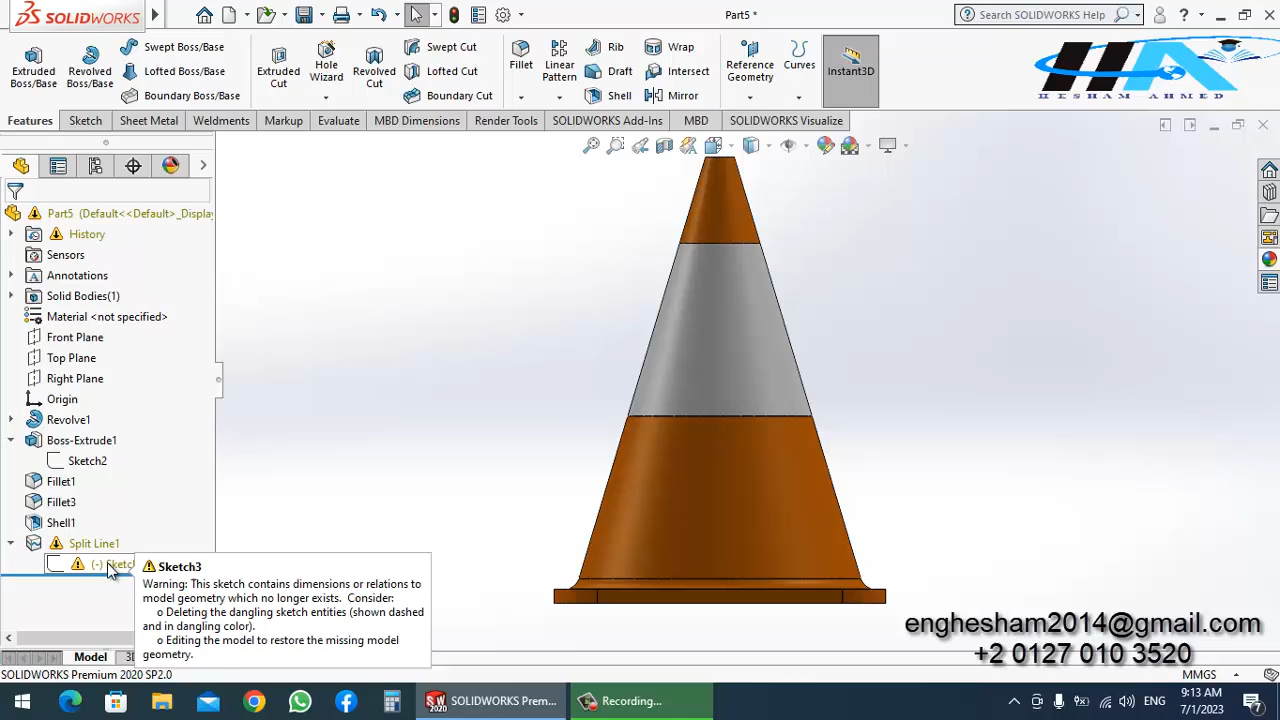 SOLIDWORKS
Part5 *
Search SOLIDWORKS Help
?
Extruded Boss/Base
Revolved Boss/Base
Swept Boss/Base
Lofted Boss/Base
Boundary Boss/Base
Extruded Cut
Hole Wizard
Revolved Cut
Swept Cut
Lofted Cut
Boundary Cut
Fillet
Linear Pattern
Rib
Draft
Shell
Wrap
Intersect
Mirror
Reference Geometry
Curves
Instant3D
HA
HESHAM AHMED
Features
Sketch
Sheet Metal
Weldments
Markup
Evaluate
MBD Dimensions
Render Tools
SOLIDWORKS Add-Ins
MBD
SOLIDWORKS Visualize
Part5 (Default<<Default>_Display
History
Sensors
Annotations
Solid Bodies(1)
Material <not specified>
Front Plane
Top Plane
Right Plane
Origin
Revolve1
Boss-Extrude1
Sketch2
Fillet1
Fillet3
Shell1
Split Line1
(-) Sketch
Sketch3
Warning: This sketch contains dimensions or relations to
model geometry which no longer exists. Consider:
o Deleting the dangling sketch entities (shown dashed
and in dangling color).
o Editing the model to restore the missing model
geometry.
enghesham2014@gmail.com
+2 0127 010 3520
Model
3D
SOLIDWORKS Premium 2020 SP2.0
MMGS
SW 2020
SOLIDWORKS Prem...
Recording...
ENG
9:13 AM
7/1/2023
7